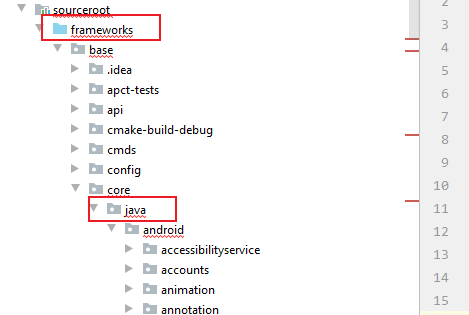 sourceroot
frameworks
base
.idea
apct-tests
api
cmake-build-debug
cmds
config
core
java
android
accessibilityservice
accounts
animation
annotation
2
3
4
5
6
7
8
9
10
11
12
13
14
15